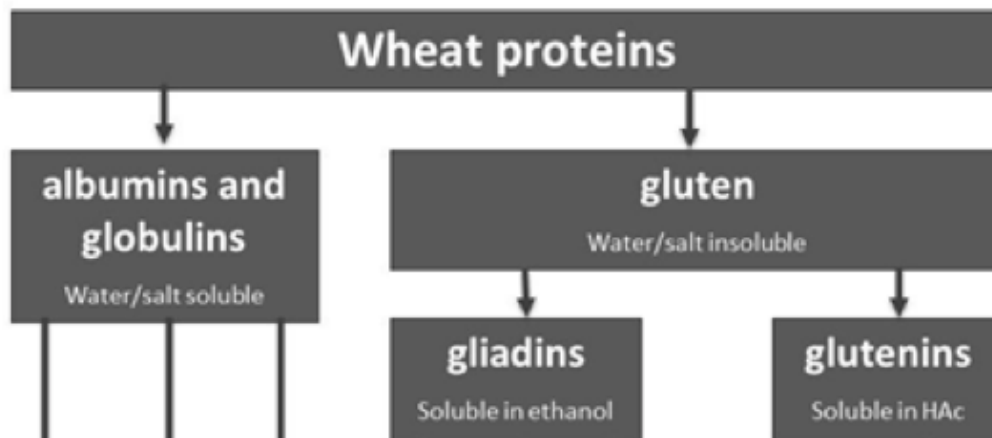 Wheat proteins
albumins and
globulins
Water/salt soluble
gluten
Water/salt insoluble
gliadins
Soluble in ethanol
glutenins
Soluble in HAc